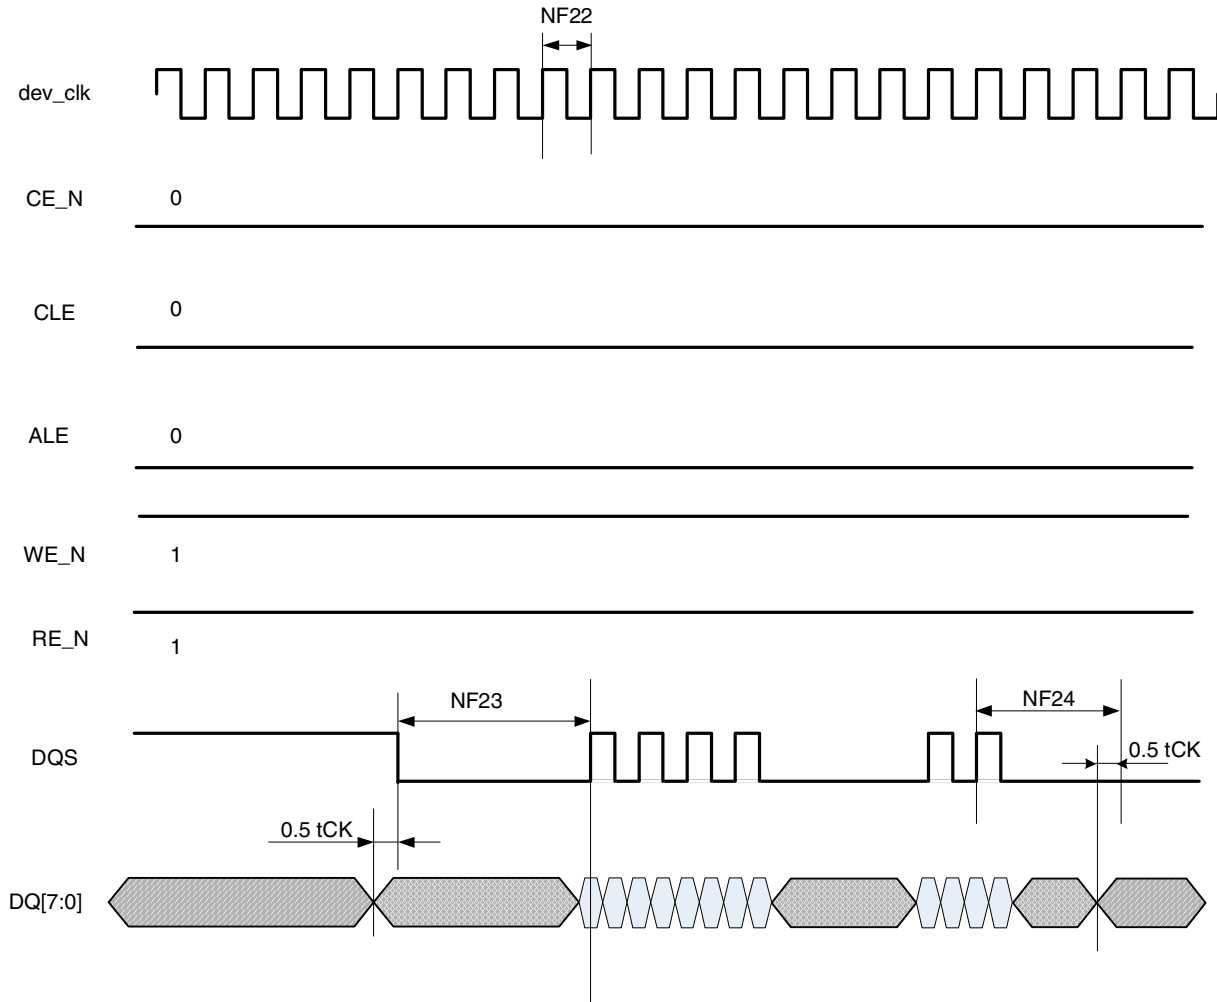 NF22
dev_clk
CE_N 0
CLE 0
ALE 0
WE_N 1
RE_N 1
NF23
NF24
DQS
0.5 tCK
0.5 tCK
DQ[7:0]